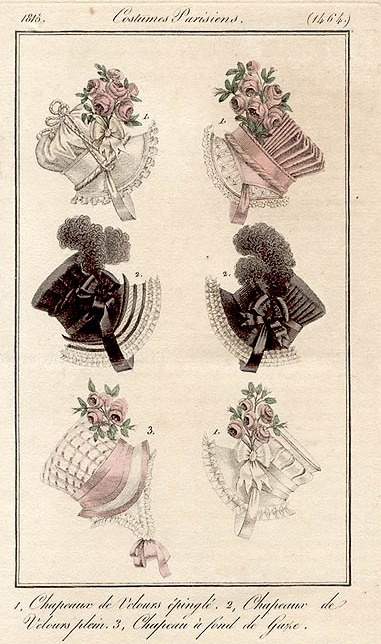 1815. Costumes Parisiens. (1464.)
1. 1.
2. 2.
3. 1.
1, Chapeaux de Velours épinglé. 2, Chapeaux de
Velours plein. 3, Chapeau à fond de Gaze.